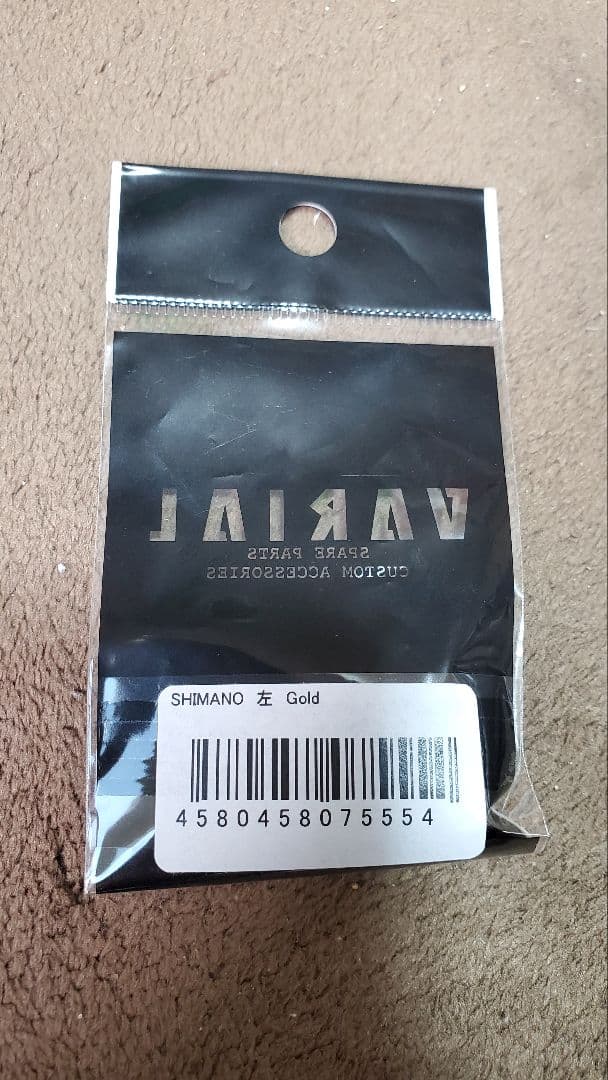 VARIAL
SPARE PARTS
CUSTOM ACCESSORIES
SHIMANO 左 Gold
4580458075554